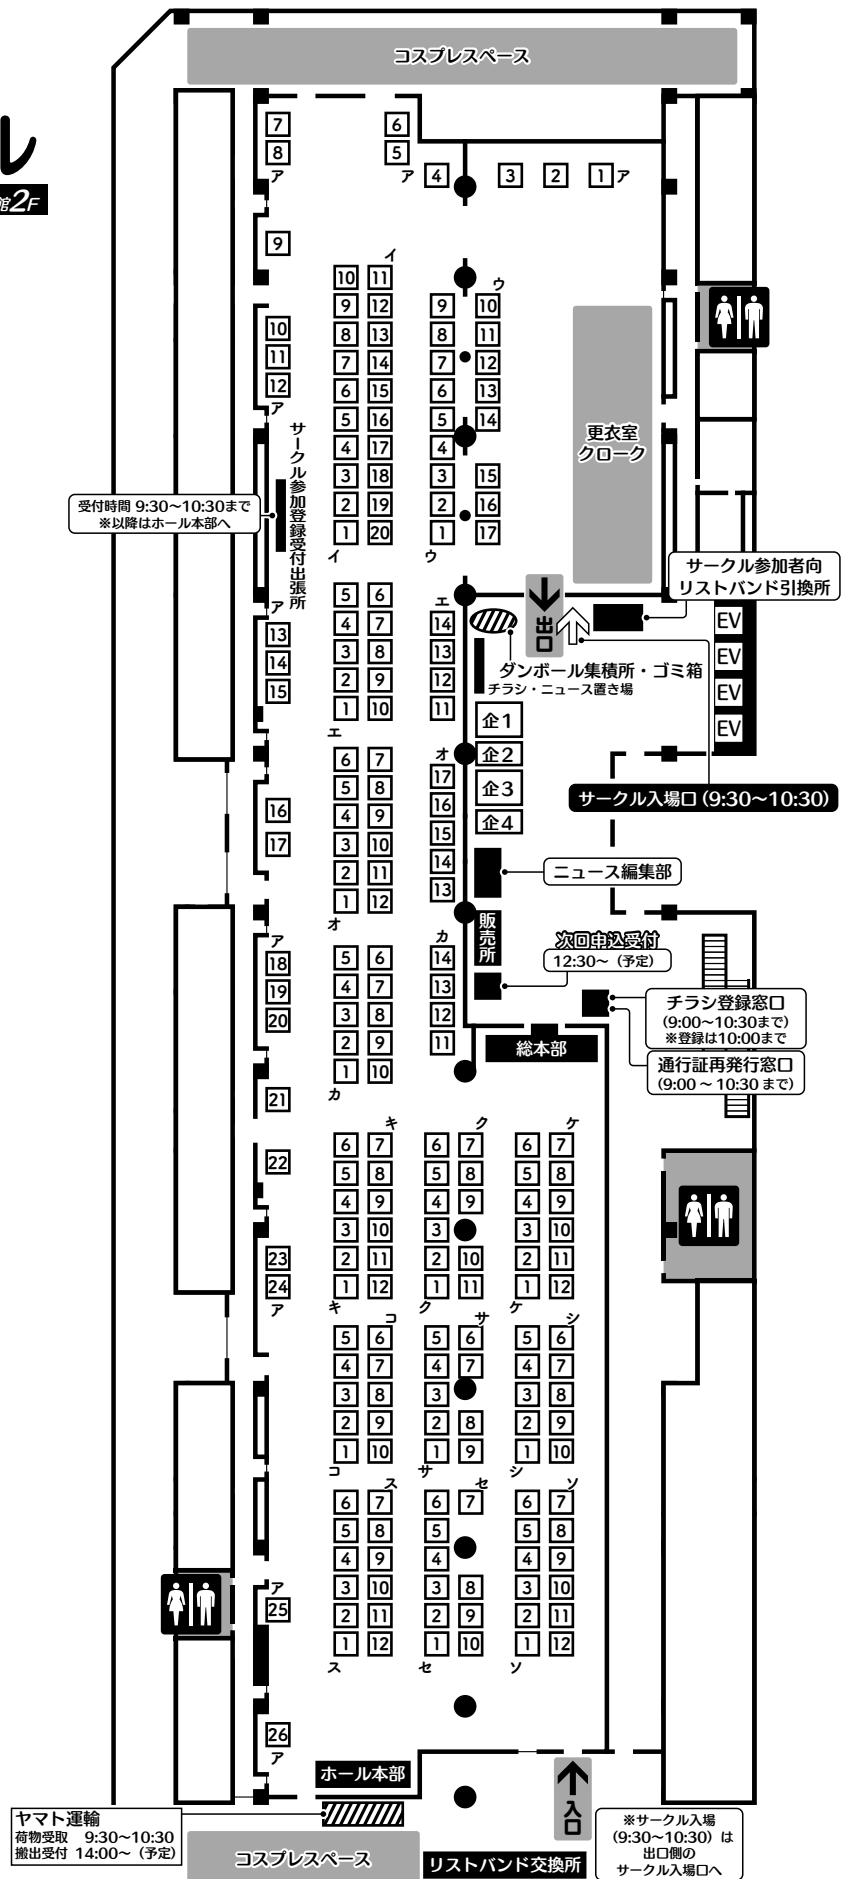 コスプレスペース
ル
館2F
7
8
ア
6
5
ア
4
3
2
1
ア
9
10
11
12
ア
イ
10 11
9 12
8 13
7 14
6 15
5 16
4 17
3 18
2 19
1 20
イ
ウ
9 10
8 11
7 12
6 13
5 14
4
3 15
2 16
1 17
ウ
更衣室
クローク
サークル参加登録受付出張所
受付時間 9:30～10:30まで
※以降はホール本部へ
サークル参加者向
リストバンド引換所
出口
EV
EV
EV
EV
ダンボール集積所・ゴミ箱
チラシ・ニュース置き場
ア
13
14
15
5 6
4 7
3 8
2 9
1 10
エ
エ
14
13
12
11
企1
企2
企3
企4
サークル入場口 (9:30～10:30)
16
17
6 7
5 8
4 9
3 10
2 11
1 12
オ
オ
17
16
15
14
13
ニュース編集部
販売所
次回申込受付
12:30～（予定）
ア
18
19
20
5 6
4 7
3 8
2 9
1 10
カ
カ
14
13
12
11
チラシ登録窓口
(9:00～10:30まで)
※登録は10:00まで
通行証再発行窓口
(9:00 ～ 10:30 まで)
総本部
21
22
23
24
ア
キ
6 7
5 8
4 9
3 10
2 11
1 12
キ
ク
6 7
5 8
4 9
3
2 10
1 11
ク
ケ
6 7
5 8
4 9
3 10
2 11
1 12
ケ
コ
5 6
4 7
3 8
2 9
1 10
コ
サ
5 6
4 7
3
2 8
1 9
サ
シ
5 6
4 7
3 8
2 9
1 10
シ
ス
6 7
5 8
4 9
3 10
2 11
1 12
ス
セ
6 7
5
4
3 8
2 9
1 10
セ
ソ
6 7
5 8
4 9
3 10
2 11
1 12
ソ
ア
25
26
ア
ホール本部
入口
ヤマト運輸
荷物受取 9:30～10:30
搬出受付 14:00～（予定）
コスプレスペース
リストバンド交換所
※サークル入場
（9:30～10:30）は
出口側の
サークル入場口へ